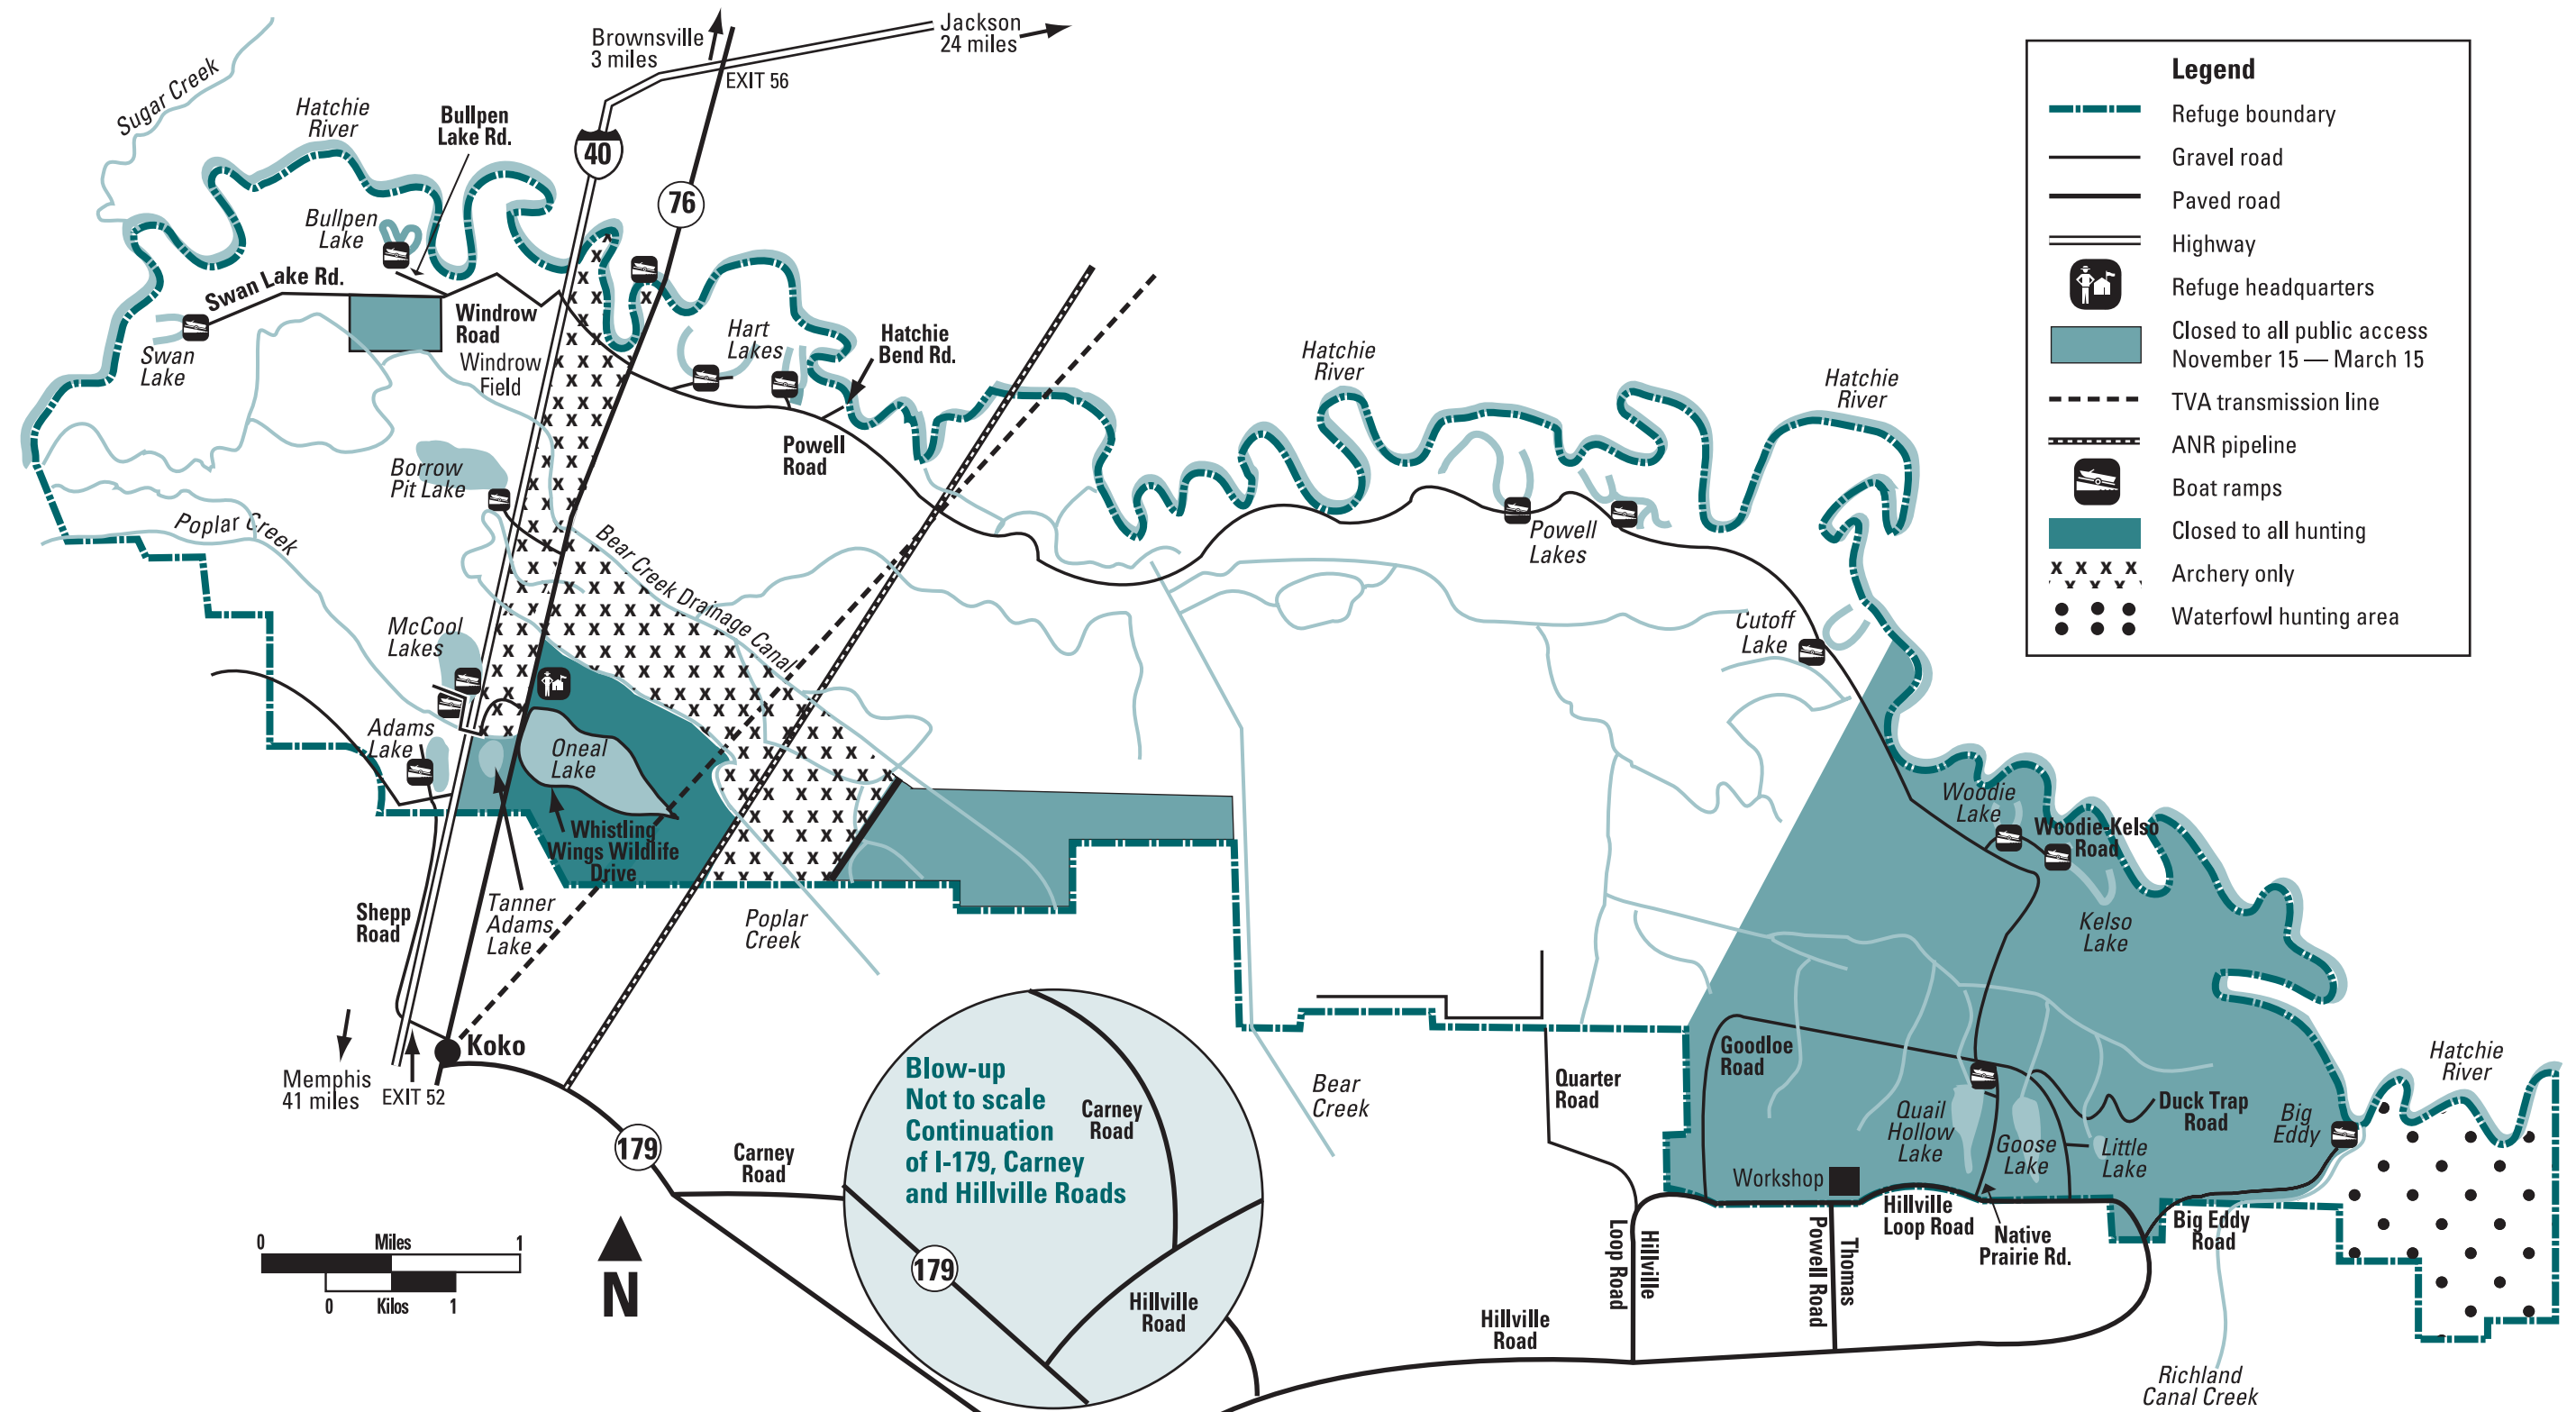 Brownsville
3 miles
Jackson
24 miles
EXIT 56
Sugar Creek
Hatchie
River
Bullpen
Lake Rd.
40
76
Bullpen
Lake
Swan Lake Rd.
Windrow
Road
Windrow
Field
Swan
Lake
Hart
Lakes
Hatchie
Bend Rd.
Powell
Road
Hatchie
River
Hatchie
River
Borrow
Pit Lake
Poplar Creek
Bear Creek Drainage Canal
Powell
Lakes
McCool
Lakes
Cutoff
Lake
Adams
Lake
Oneal
Lake
Whistling
Wings Wildlife
Drive
Tanner
Adams
Lake
Shepp
Road
Poplar
Creek
Woodie
Lake
Woodie-Kelso
Road
Kelso
Lake
Koko
Memphis
41 miles
EXIT 52
179
Carney
Road
Blow-up
Not to scale
Continuation
of I-179, Carney
and Hillville Roads
Carney
Road
179
Hillville
Road
Bear
Creek
Quarter
Road
Goodloe
Road
Quail
Hollow
Lake
Goose
Lake
Little
Lake
Duck Trap
Road
Big
Eddy
Hatchie
River
Workshop
Hillville
Loop Road
Native
Prairie Rd.
Big Eddy
Road
Hillville
Loop Road
Thomas
Powell Road
Hillville
Road
Richland
Canal Creek
0 Miles 1
0 Kilos 1
N
Legend
Refuge boundary
Gravel road
Paved road
Highway
Refuge headquarters
Closed to all public access
November 15 — March 15
TVA transmission line
ANR pipeline
Boat ramps
Closed to all hunting
Archery only
Waterfowl hunting area